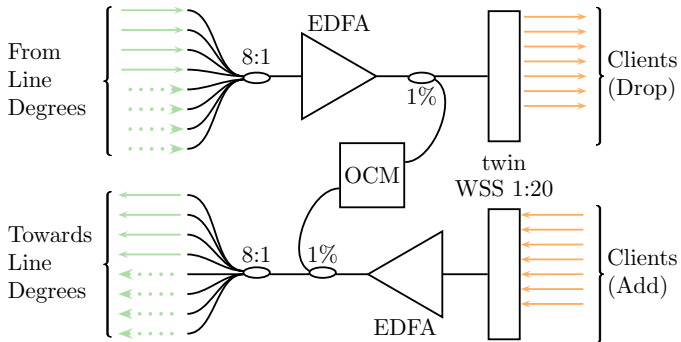 EDFA
From
Line
Degrees
8:1
1%
Clients
(Drop)
OCM
twin
WSS 1:20
Towards
Line
Degrees
8:1
1%
EDFA
Clients
(Add)